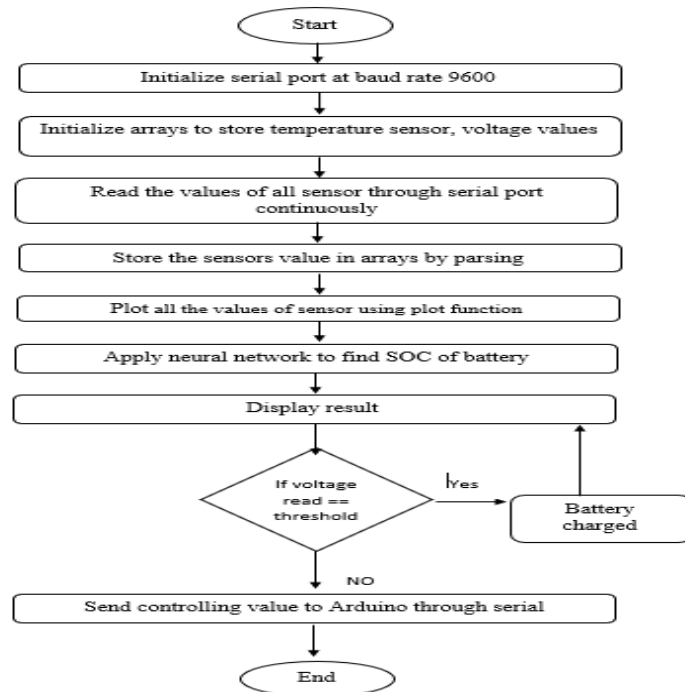 Start
Initialize serial port at baud rate 9600
Initialize arrays to store temperature sensor, voltage values
Read the values of all sensor through serial port
continuously
Store the sensors value in arrays by parsing
Plot all the values of sensor using plot function
Apply neural network to find SOC of battery
Display result
If voltage
read ==
threshold
Yes
Battery
charged
NO
Send controlling value to Arduino through serial
End